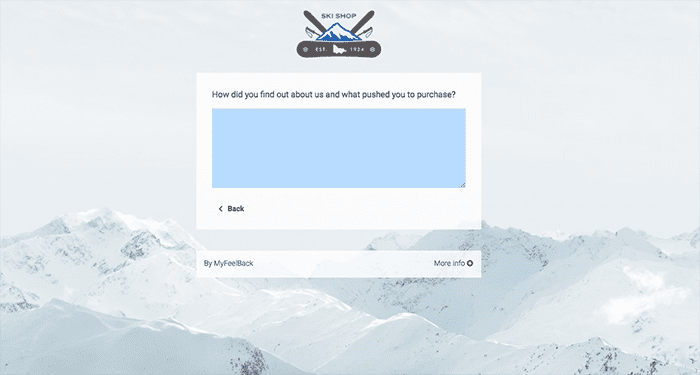 SKI SHOP
EST. 1924
How did you find out about us and what pushed you to purchase?
Back
By MyFeelBack
More info